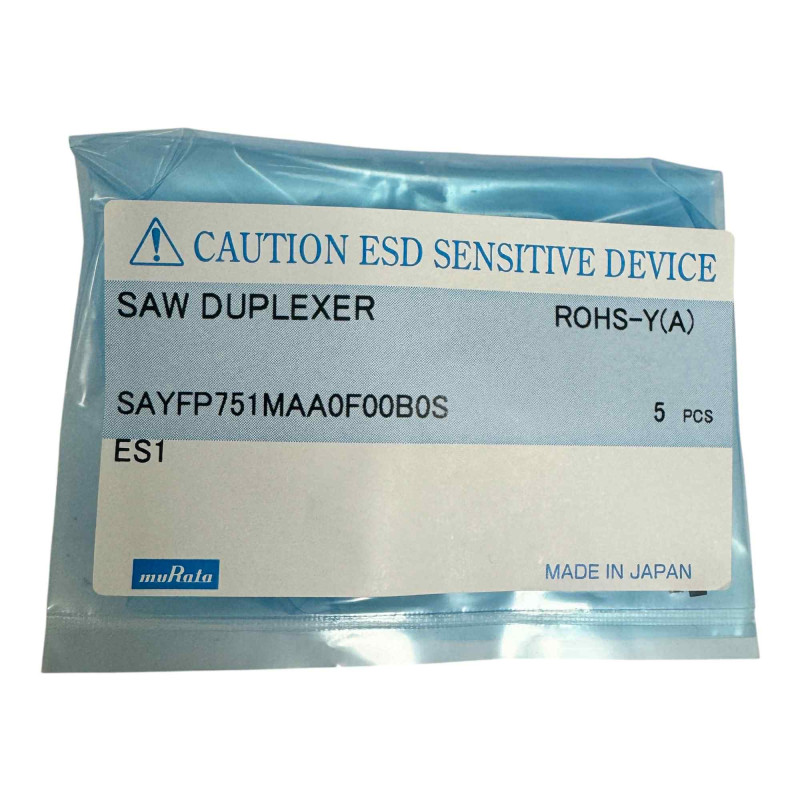 CAUTION ESD SENSITIVE DEVICE
SAW DUPLEXER ROHS-Y(A)
SAYFP751MAA0F00B0S 5 PCS
ES1
muRata MADE IN JAPAN